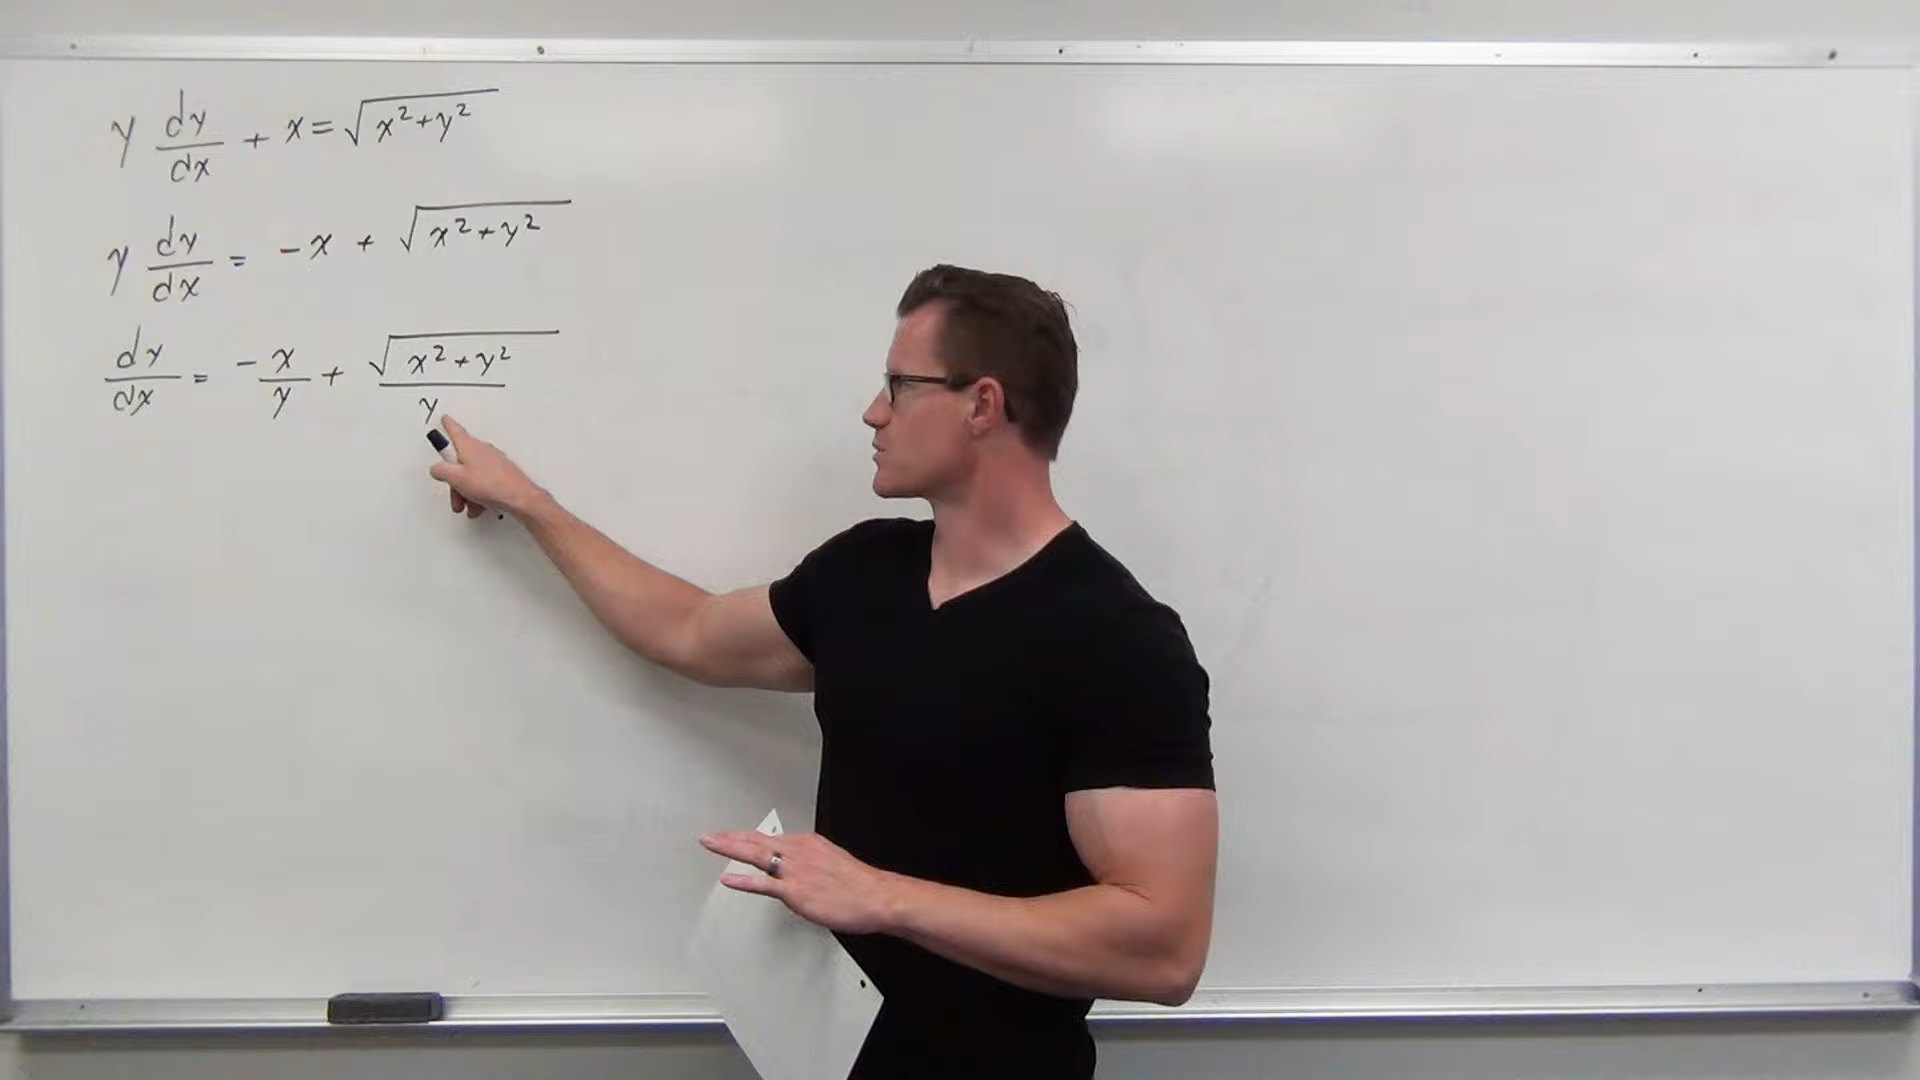 y dy/dx + x = √(x²+y²)
y dy/dx = -x + √(x²+y²)
dy/dx = -x/y + √(x²+y²)/y